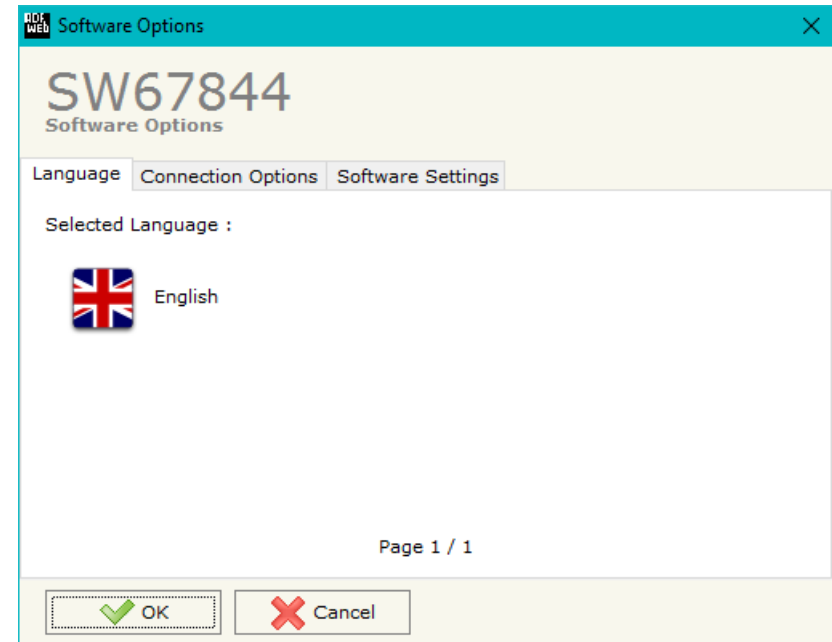 ADF
WEB
Software Options
SW67844
Software Options
Language Connection Options Software Settings
Selected Language :
English
Page 1 / 1
OK Cancel